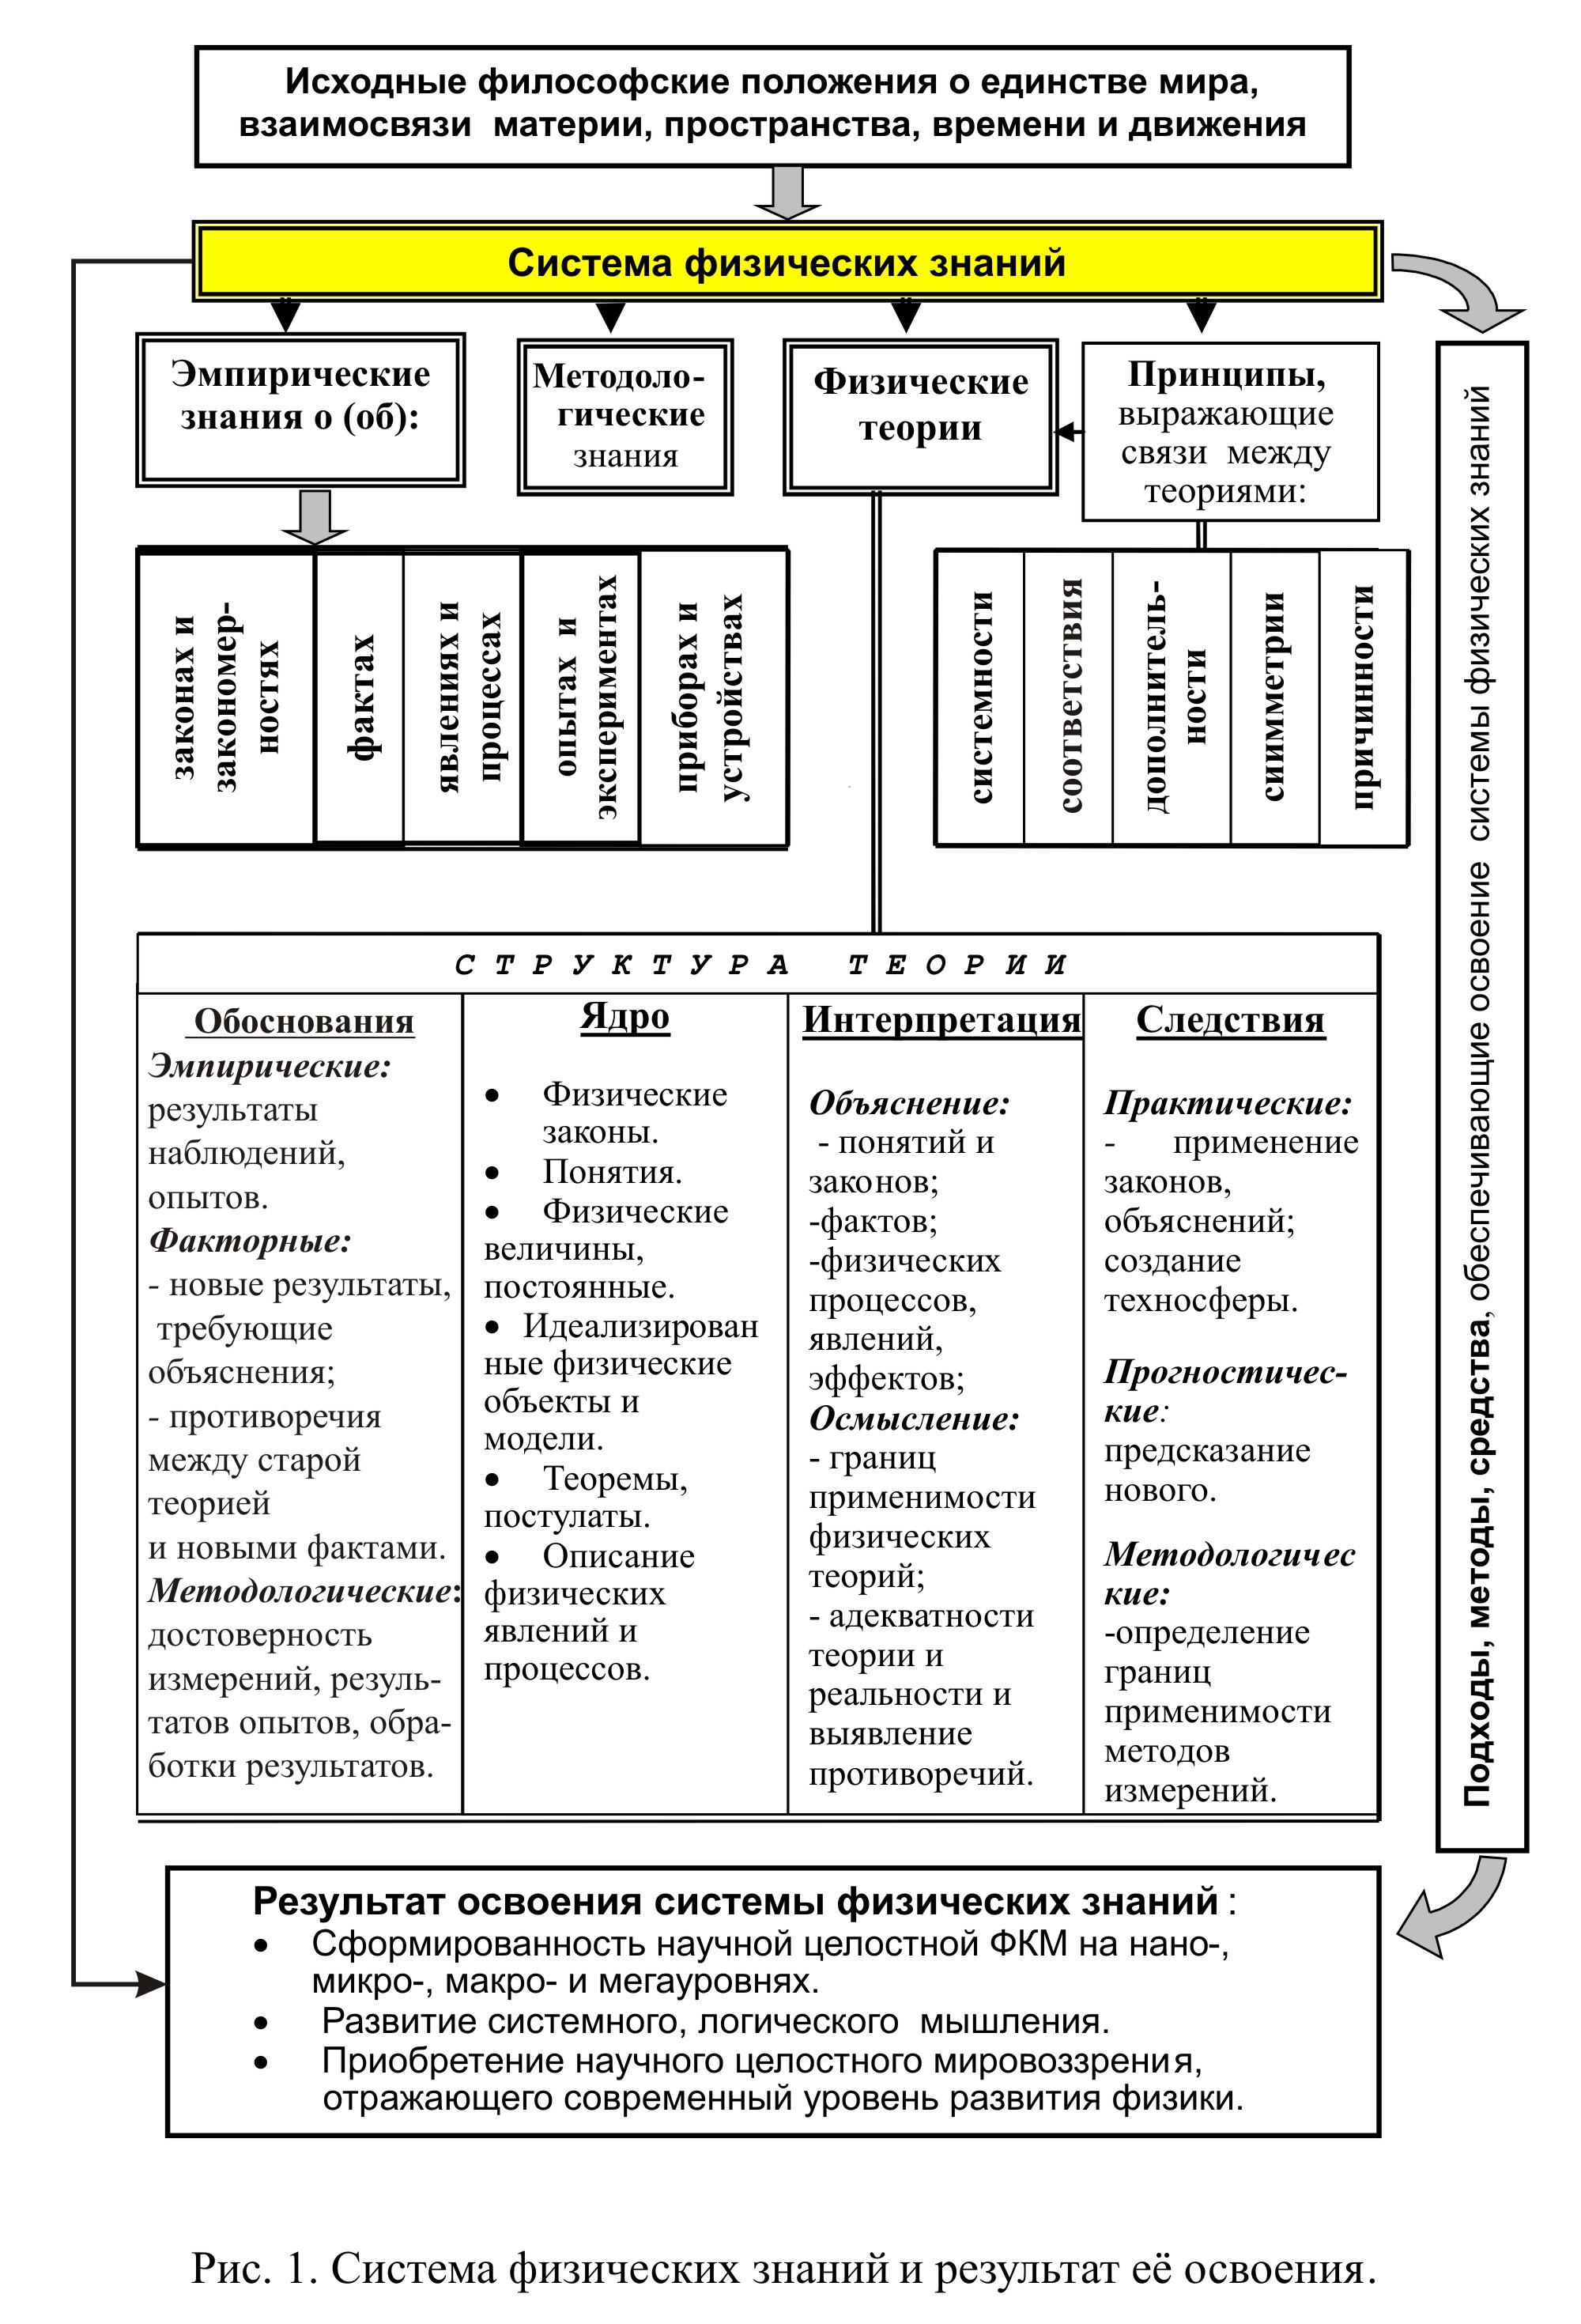 Исходные философские положения о единстве мира,
взаимосвязи материи, пространства, времени и движения
Система физических знаний
Эмпирические
знания о (об):
Методоло-
гические
знания
Физические
теории
Принципы,
выражающие
связи между
теориями:
законах и
закономер-
ностях
фактах
явлениях и
процессах
опытах и
экспериментах
приборах и
устройствах
системности
соответствия
дополнитель-
ности
симметрии
причинности
Подходы, методы, средства, обеспечивающие освоение системы физических знаний
СТРУКТУРА ТЕОРИИ
Обоснования
Эмпирические:
результаты
наблюдений,
опытов.
Факторные:
- новые результаты,
требующие
объяснения;
- противоречия
между старой
теорией
и новыми фактами.
Методологические:
достоверность
измерений, резуль-
татов опытов, обра-
ботки результатов.
Ядро
• Физические
законы.
• Понятия.
• Физические
величины,
постоянные.
• Идеализирован
ные физические
объекты и
модели.
• Теоремы,
постулаты.
• Описание
физических
явлений и
процессов.
Интерпретация
Объяснение:
- понятий и
законов;
-фактов;
-физических
процессов,
явлений,
эффектов;
Осмысление:
- границ
применимости
физических
теорий;
- адекватности
теории и
реальности и
выявление
противоречий.
Следствия
Практические:
- применение
законов,
объяснений;
создание
техносферы.
Прогностичес-
кие:
предсказание
нового.
Методологичес
кие:
-определение
границ
применимости
методов
измерений.
Результат освоения системы физических знаний :
• Сформированность научной целостной ФКМ на нано-,
микро-, макро- и мегауровнях.
• Развитие системного, логического мышления.
• Приобретение научного целостного мировоззрения,
отражающего современный уровень развития физики.
Рис. 1. Система физических знаний и результат её освоения.